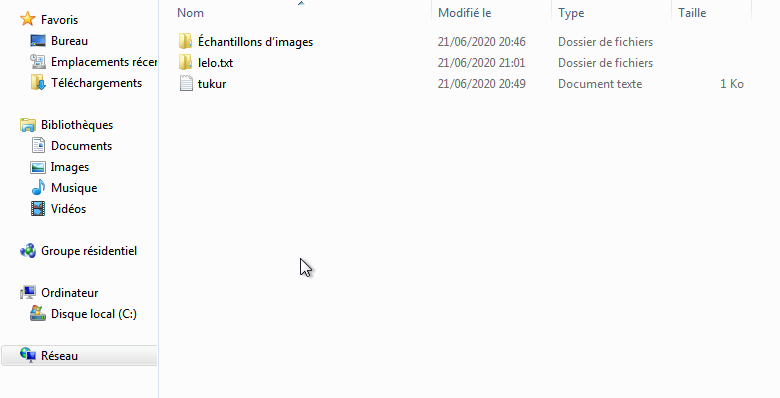 Favoris
Bureau
Emplacements récen
Téléchargements
Bibliothèques
Documents
Images
Musique
Vidéos
Groupe résidentiel
Ordinateur
Disque local (C:)
Réseau
Nom Modifié le Type Taille
Échantillons d'images 21/06/2020 20:46 Dossier de fichiers
lelo.txt 21/06/2020 21:01 Dossier de fichiers
tukur 21/06/2020 20:49 Document texte 1 Ko